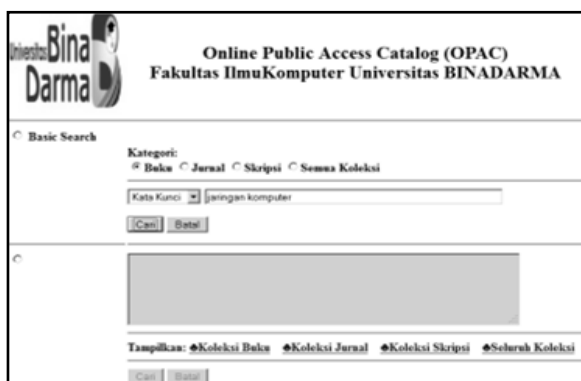 Universitas Bina
Darma
Online Public Access Catalog (OPAC)
Fakultas IlmuKomputer Universitas BINADARMA
Basic Search
Kategori:
Buku Jurnal Skripsi Semua Koleksi
Kata Kunci jaringan komputer
Cari Batal
Tampilkan: ♣Koleksi Buku ♣Koleksi Jurnal ♣Koleksi Skripsi ♣Seluruh Koleksi
Cari Batal